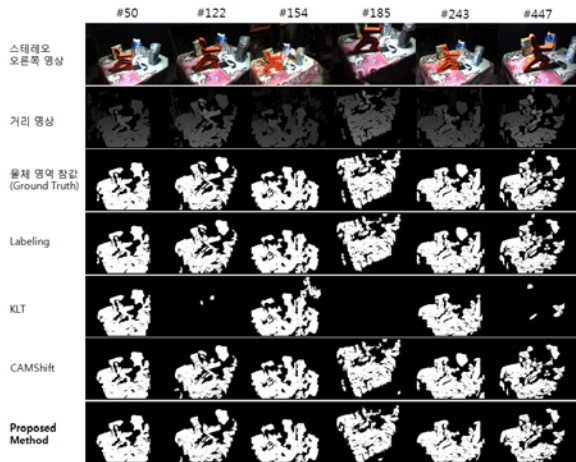 #50 #122 #154 #185 #243 #447
스테레오
오른쪽 영상
거리 영상
물체 영역 참값
(Ground Truth)
Labeling
KLT
CAMShift
Proposed
Method